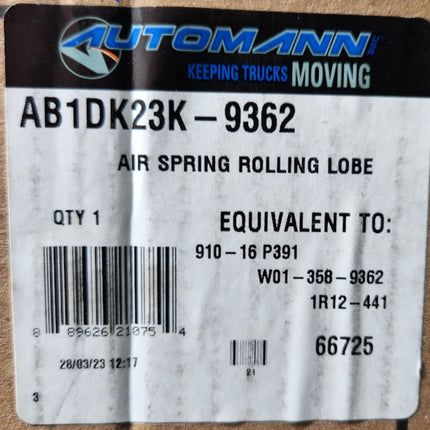 AUTOMANN INC.
KEEPING TRUCKS MOVING
AB1DK23K-9362
AIR SPRING ROLLING LOBE
QTY 1
EQUIVALENT TO:
910-16 P391
W01-358-9362
1R12-441
66725
8 89626 21075 4
28/03/23 12:17
21
3